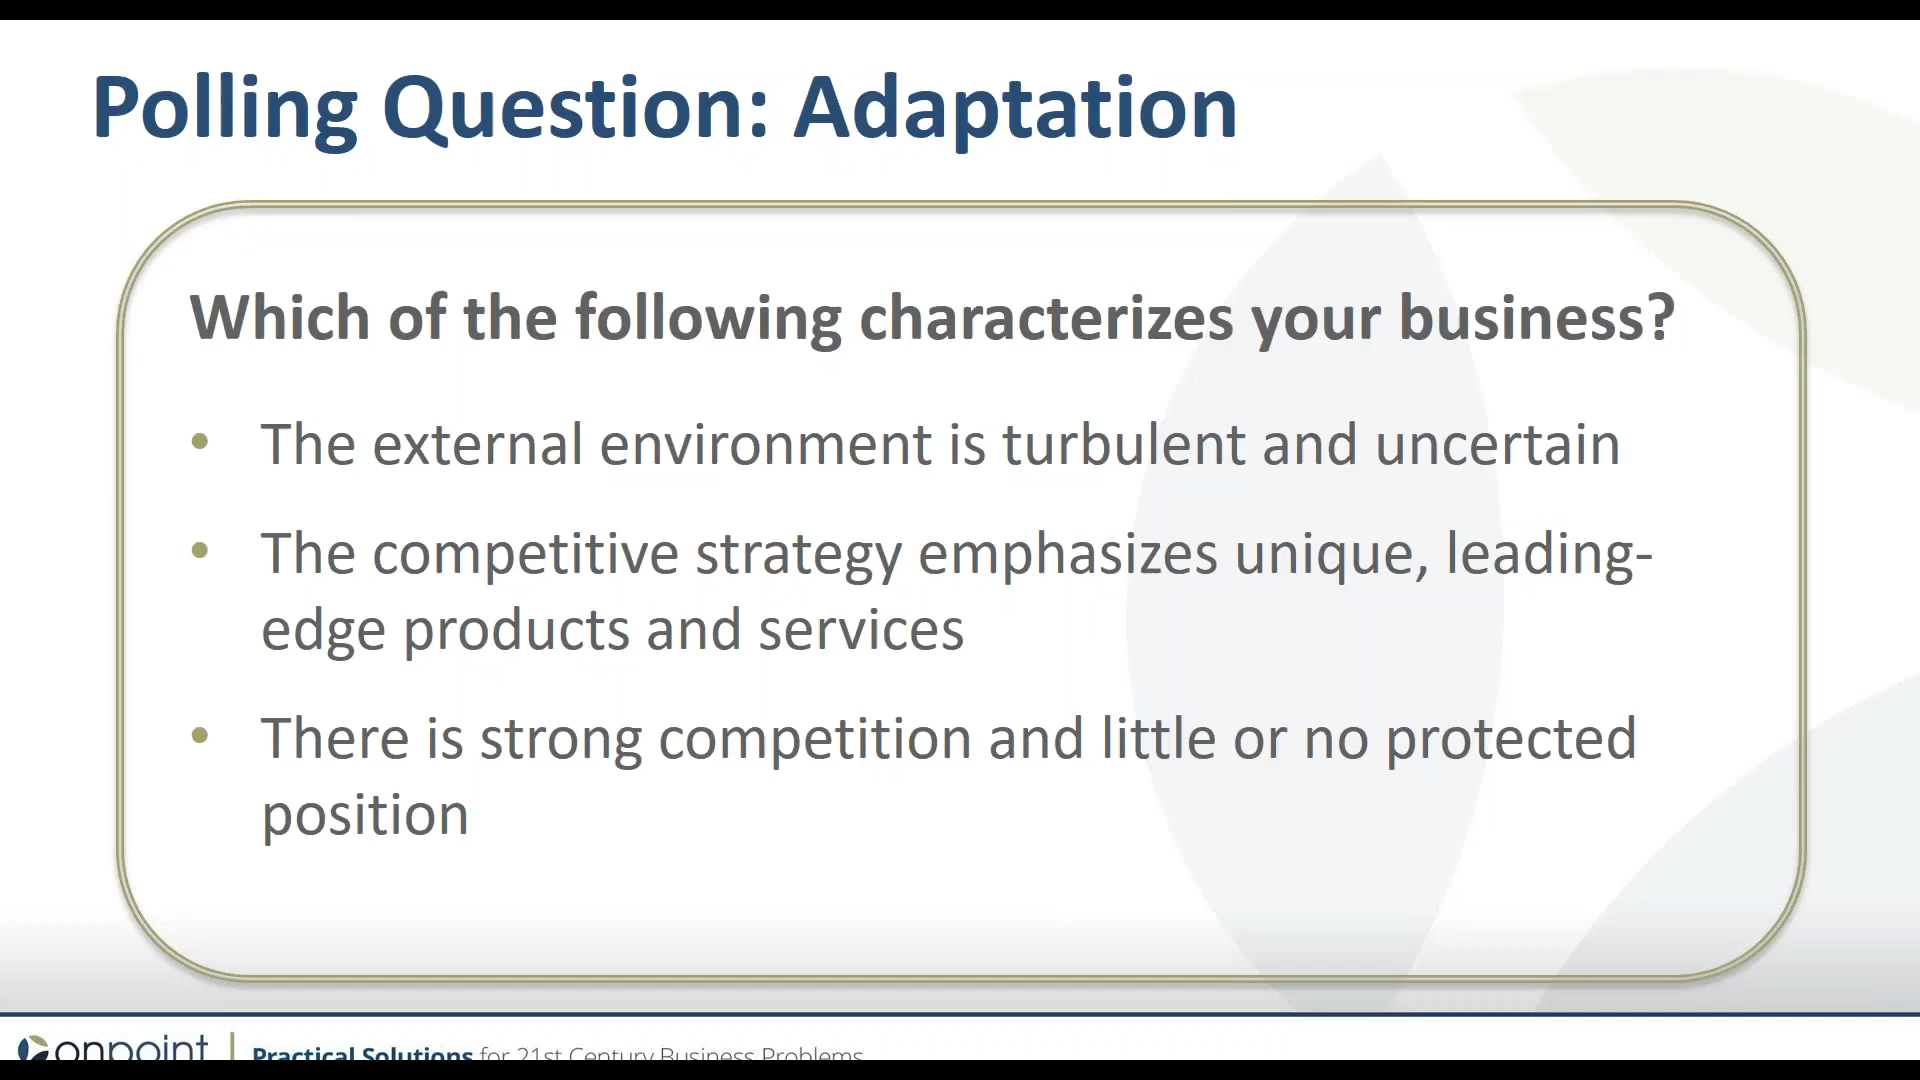 Polling Question: Adaptation
Which of the following characterizes your business?
• The external environment is turbulent and uncertain
• The competitive strategy emphasizes unique, leading-
edge products and services
• There is strong competition and little or no protected
position
onpoint | Practical Solutions for 21st Century Business Problems